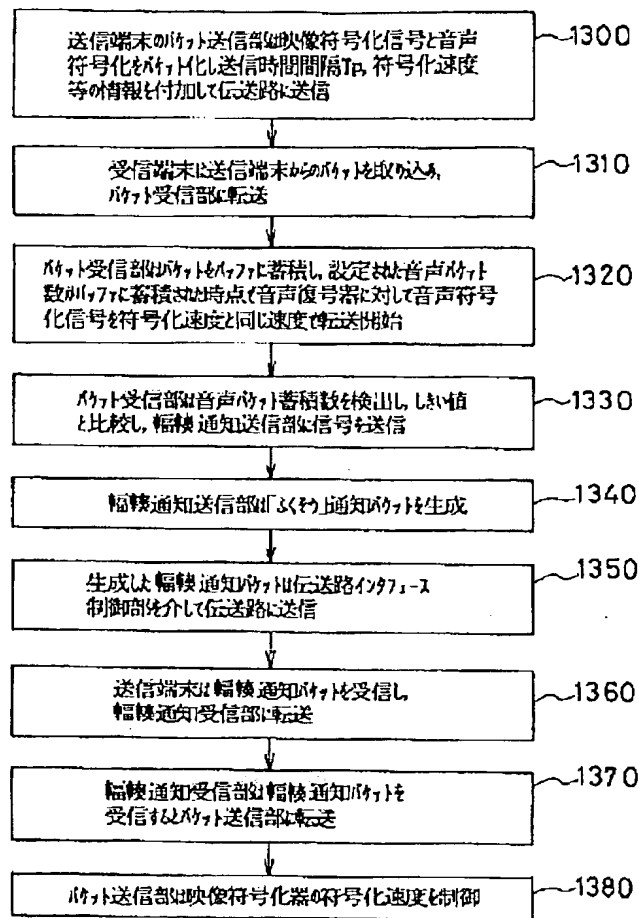 送信端末のパケット送信部は映像符号化信号と音声
符号化をパケット化し送信時間間隔Tp, 符号化速度
等の情報を付加して伝送路に送信
1300
受信端末は送信端末からのパケットを取り込み,
パケット受信部に転送
1310
パケット受信部はパケットをバッファに蓄積し, 設定された音声パケット
数がバッファに蓄積された時点で音声復号器に対して音声符号
化信号を符号化速度と同じ速度で転送開始
1320
パケット受信部は音声パケット蓄積数を検出し, しきい値
と比較し, 輻輳通知送信部に信号を送信
1330
輻輳通知送信部は「ふくそう」通知パケットを生成
1340
生成した輻輳通知パケットは伝送路インタフェース
制御部を介して伝送路に送信
1350
送信端末は輻輳通知パケットを受信し,
輻輳通知受信部に転送
1360
輻輳通知受信部は輻輳通知パケットを
受信するとパケット送信部に転送
1370
パケット送信部は映像符号化器の符号化速度を制御
1380